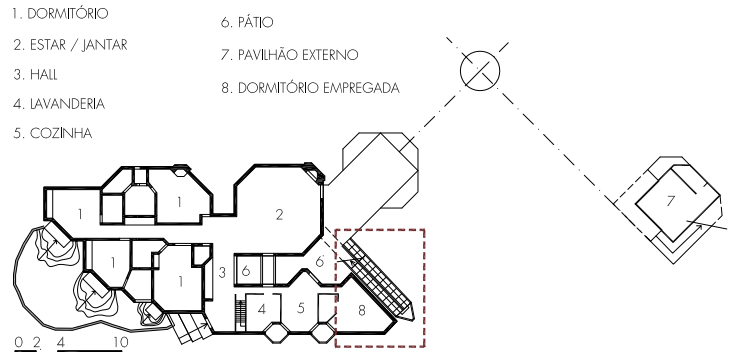 1. DORMITÓRIO
2. ESTAR / JANTAR
3. HALL
4. LAVANDERIA
5. COZINHA
6. PÁTIO
7. PAVILHÃO EXTERNO
8. DORMITÓRIO EMPREGADA
1
1
2
7
1
1
3
6
6
4
5
8
0 2 4 10